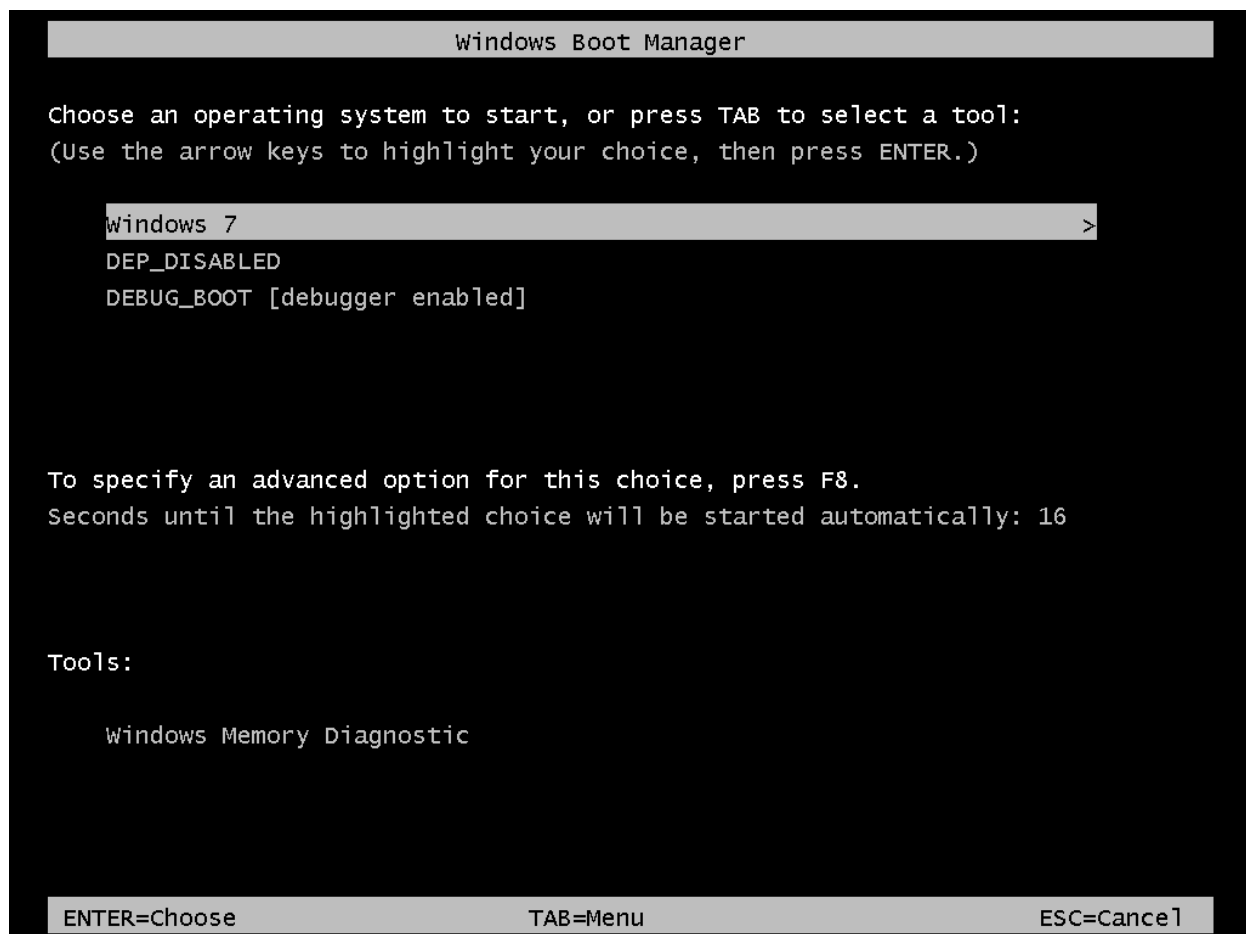 Windows Boot Manager
Choose an operating system to start, or press TAB to select a tool:
(Use the arrow keys to highlight your choice, then press ENTER.)
Windows 7 >
DEP_DISABLED
DEBUG_BOOT [debugger enabled]
To specify an advanced option for this choice, press F8.
Seconds until the highlighted choice will be started automatically: 16
Tools:
Windows Memory Diagnostic
ENTER=Choose TAB=Menu ESC=Cancel